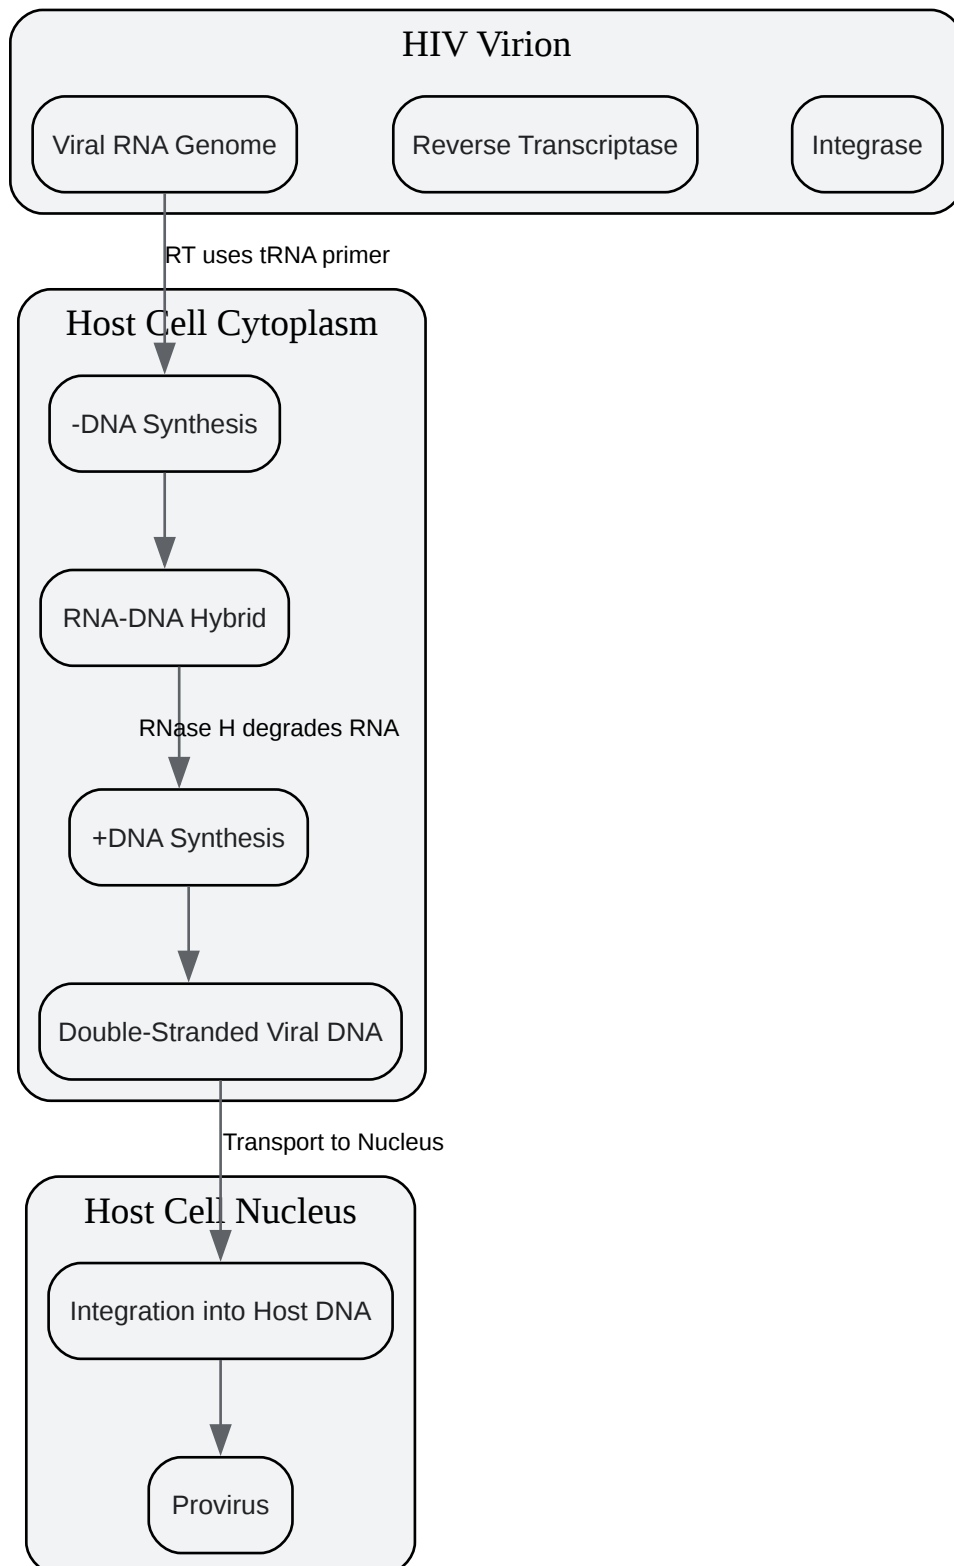 HIV Virion
Viral RNA Genome
Reverse Transcriptase
Integrase
RT uses tRNA primer
Host Cell Cytoplasm
-DNA Synthesis
RNA-DNA Hybrid
RNase H degrades RNA
+DNA Synthesis
Double-Stranded Viral DNA
Transport to Nucleus
Host Cell Nucleus
Integration into Host DNA
Provirus